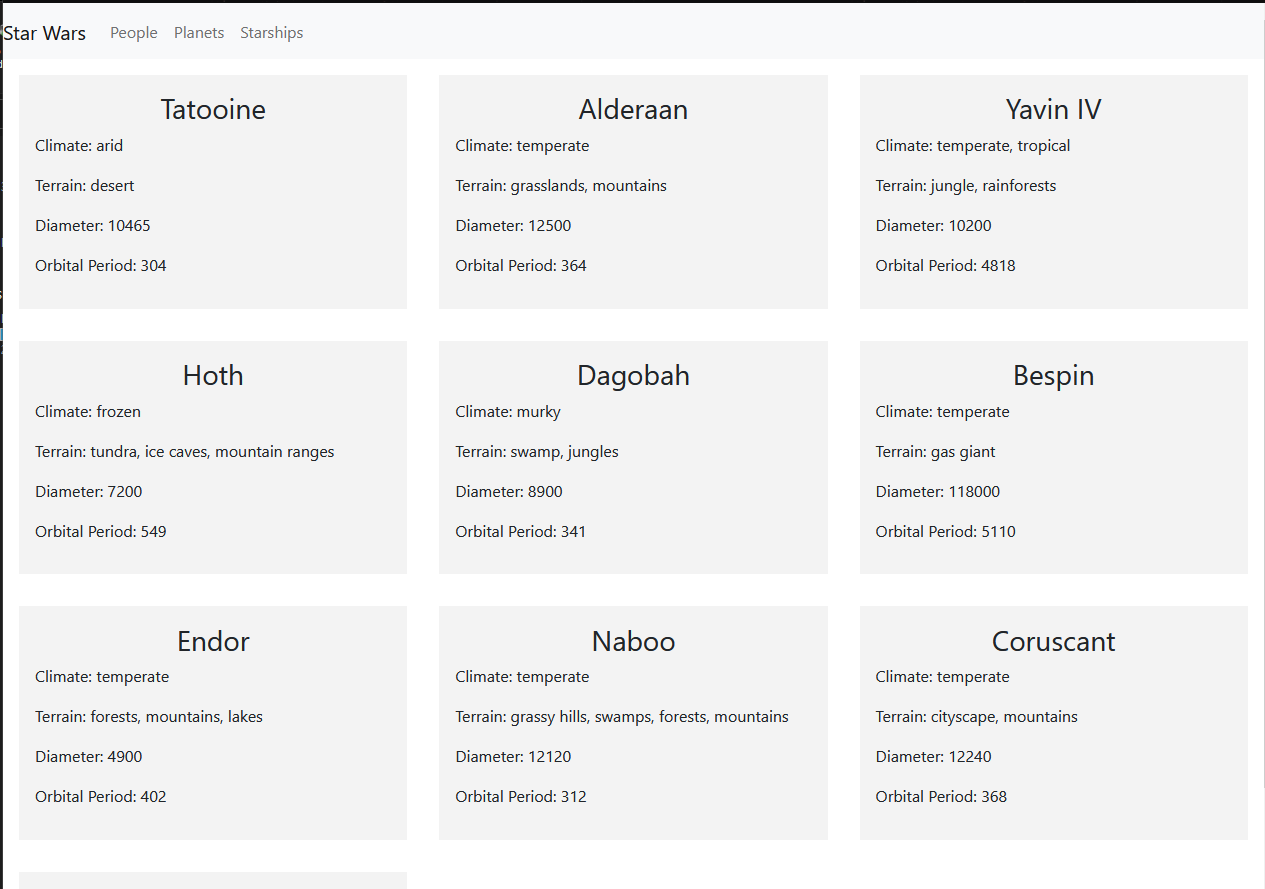 Star Wars People Planets Starships
Tatooine
Climate: arid
Terrain: desert
Diameter: 10465
Orbital Period: 304
Alderaan
Climate: temperate
Terrain: grasslands, mountains
Diameter: 12500
Orbital Period: 364
Yavin IV
Climate: temperate, tropical
Terrain: jungle, rainforests
Diameter: 10200
Orbital Period: 4818
Hoth
Climate: frozen
Terrain: tundra, ice caves, mountain ranges
Diameter: 7200
Orbital Period: 549
Dagobah
Climate: murky
Terrain: swamp, jungles
Diameter: 8900
Orbital Period: 341
Bespin
Climate: temperate
Terrain: gas giant
Diameter: 118000
Orbital Period: 5110
Endor
Climate: temperate
Terrain: forests, mountains, lakes
Diameter: 4900
Orbital Period: 402
Naboo
Climate: temperate
Terrain: grassy hills, swamps, forests, mountains
Diameter: 12120
Orbital Period: 312
Coruscant
Climate: temperate
Terrain: cityscape, mountains
Diameter: 12240
Orbital Period: 368